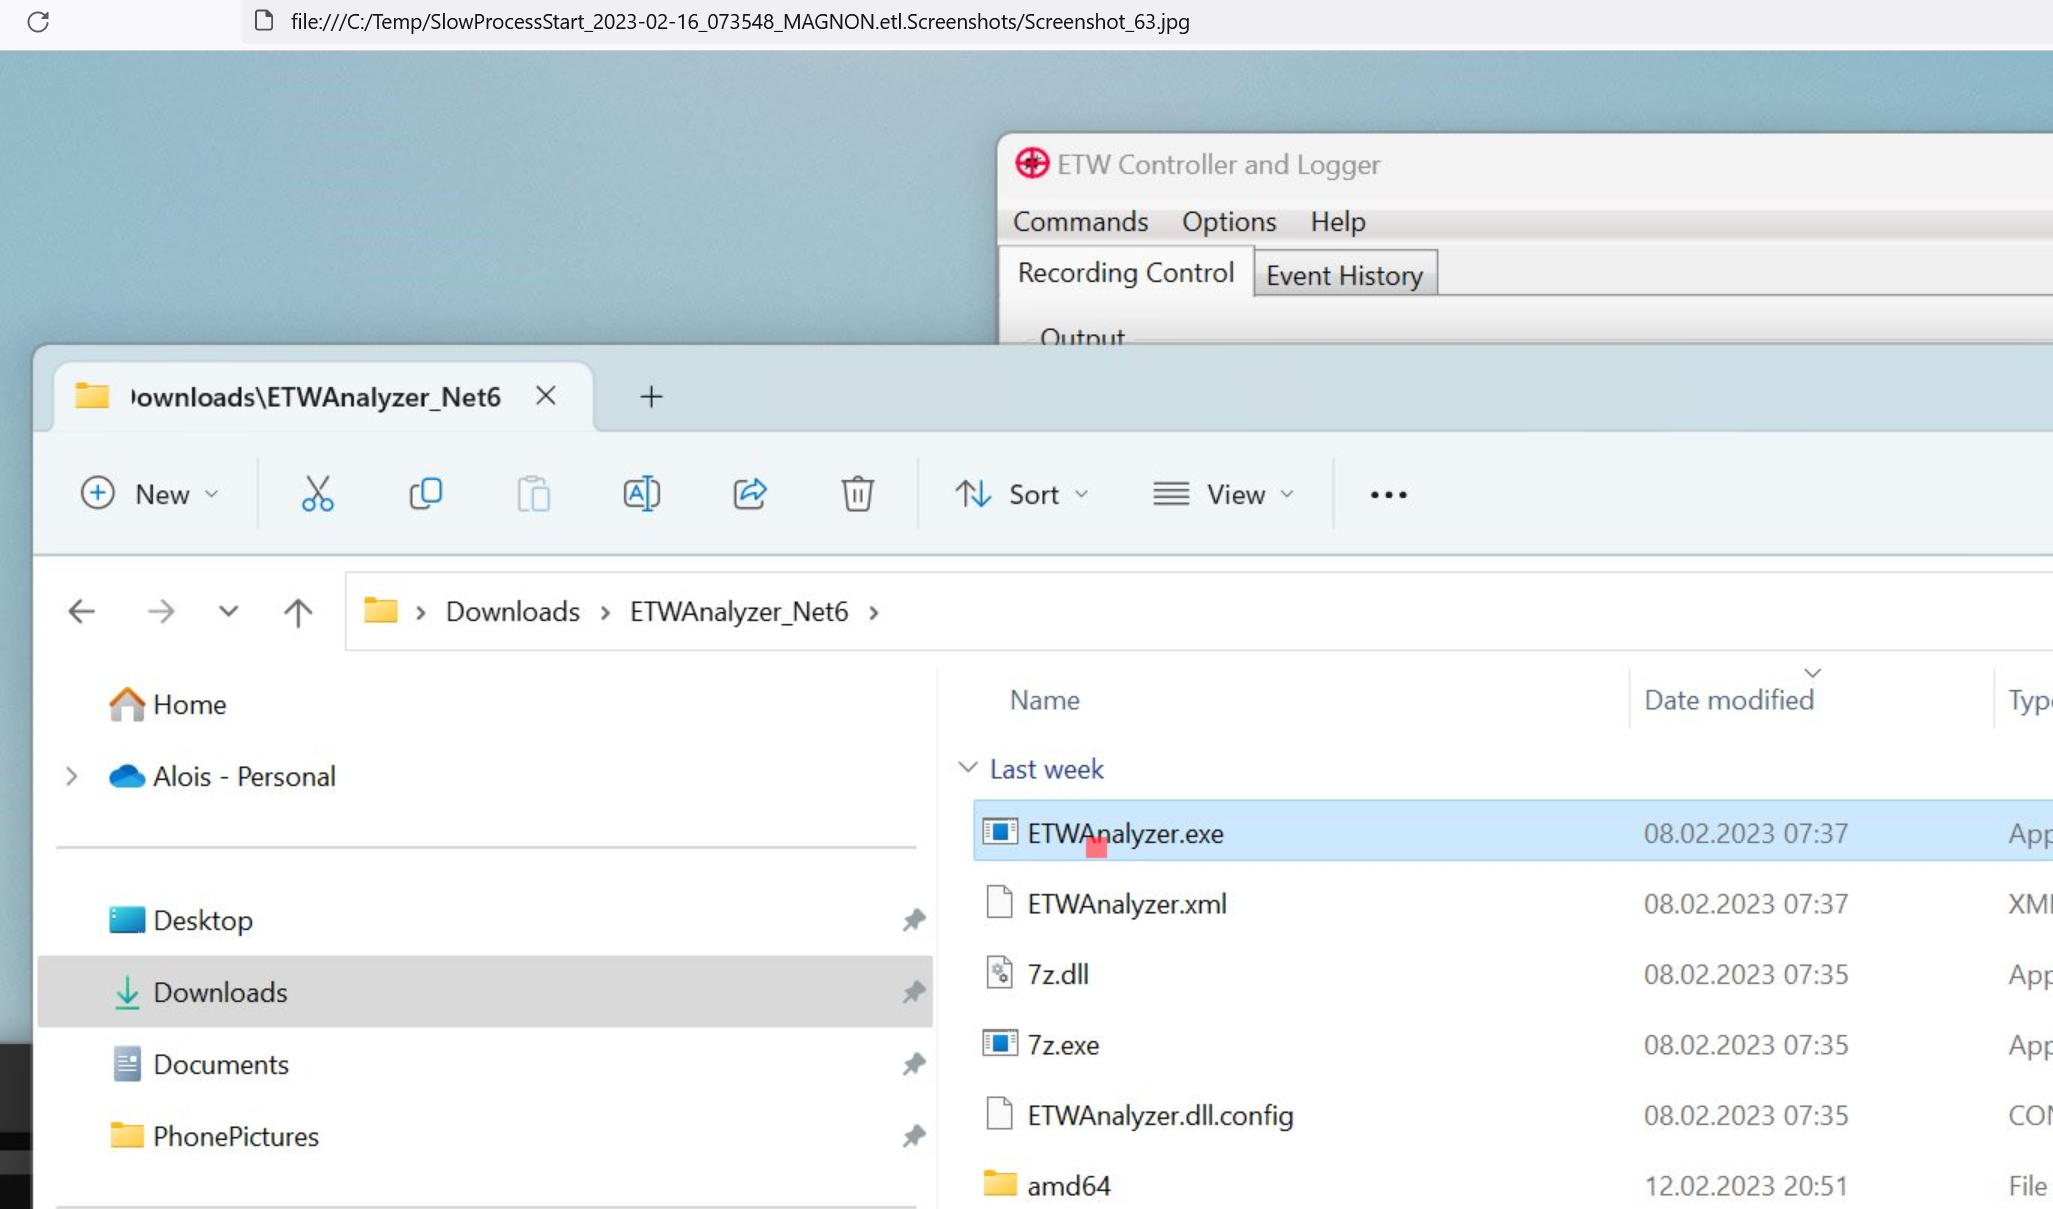 file:///C:/Temp/SlowProcessStart_2023-02-16_073548_MAGNON.etl.Screenshots/Screenshot_63.jpg
ETW Controller and Logger
Commands Options Help
Recording Control Event History
Output
ownloads\ETWAnalyzer_Net6
New Sort View
Downloads ETWAnalyzer_Net6
Home
Alois - Personal
Desktop
Downloads
Documents
PhonePictures
Name Date modified Type
Last week
ETWAnalyzer.exe 08.02.2023 07:37 App
ETWAnalyzer.xml 08.02.2023 07:37 XM
7z.dll 08.02.2023 07:35 App
7z.exe 08.02.2023 07:35 App
ETWAnalyzer.dll.config 08.02.2023 07:35 CON
amd64 12.02.2023 20:51 File